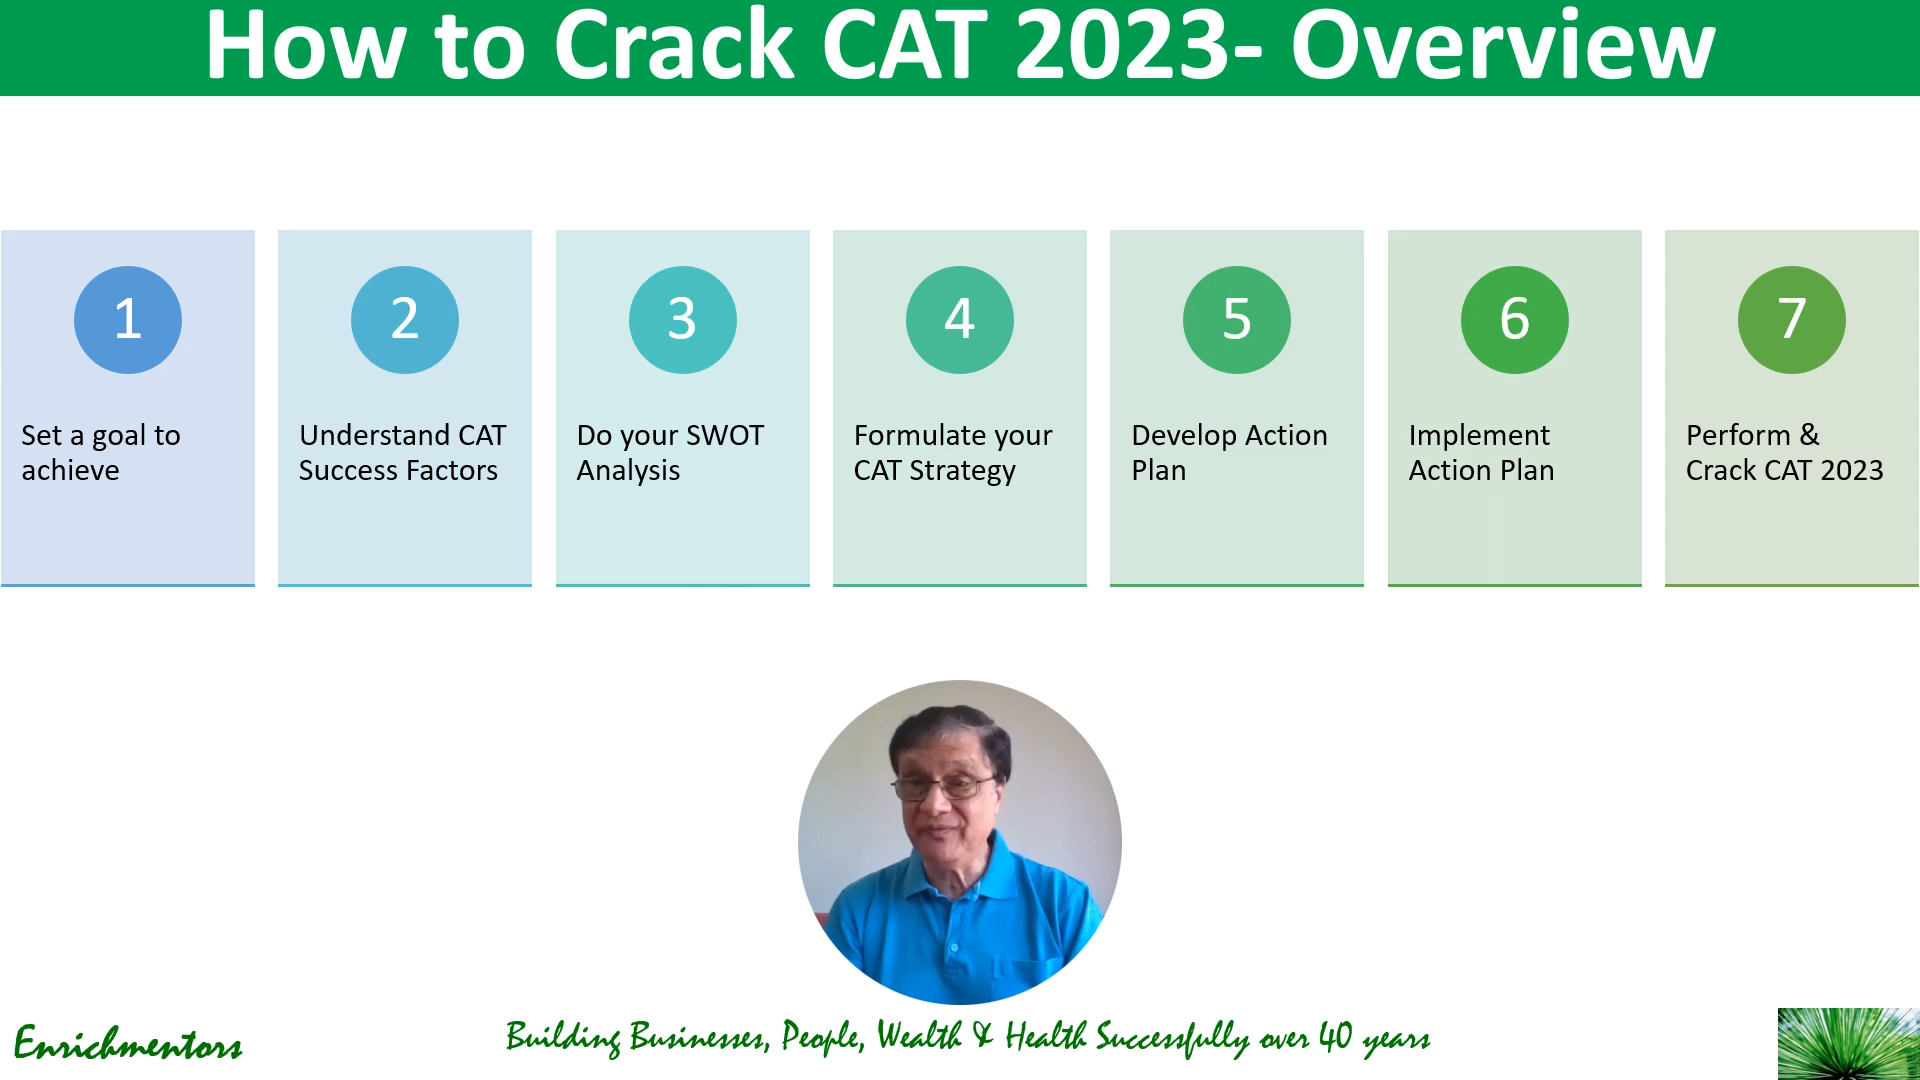 How to Crack CAT 2023- Overview
1
2
3
4
5
6
7
Set a goal to
achieve
Understand CAT
Success Factors
Do your SWOT
Analysis
Formulate your
CAT Strategy
Develop Action
Plan
Implement
Action Plan
Perform &
Crack CAT 2023
Enrichmentors
Building Businesses, People, Wealth & Health Successfully over 40 years